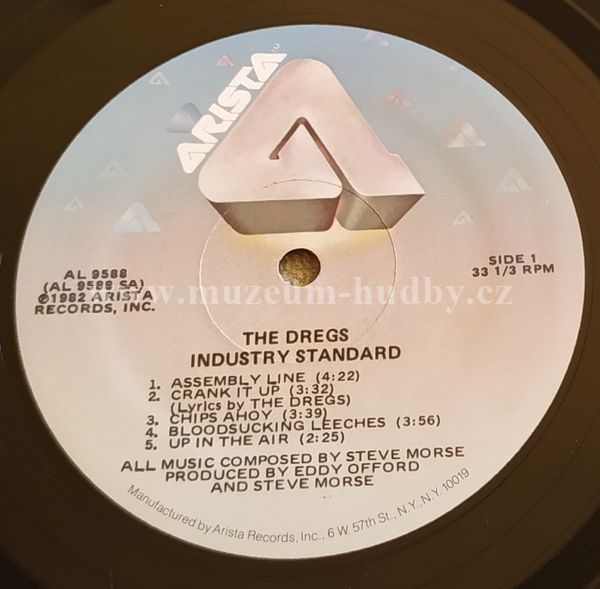 ARISTA™
AL 9588
(AL 9588 SA)
℗1982 ARISTA
RECORDS, INC.
SIDE 1
33 1/3 RPM
www.muzeum-hudby.cz
THE DREGS
INDUSTRY STANDARD
1. ASSEMBLY LINE (4:22)
2. CRANK IT UP (3:32)
(Lyrics by THE DREGS)
3. CHIPS AHOY (3:39)
4. BLOODSUCKING LEECHES (3:56)
5. UP IN THE AIR (2:25)
ALL MUSIC COMPOSED BY STEVE MORSE
PRODUCED BY EDDY OFFORD
AND STEVE MORSE
Manufactured by Arista Records, Inc., 6 W. 57th St., N.Y., N.Y. 10019